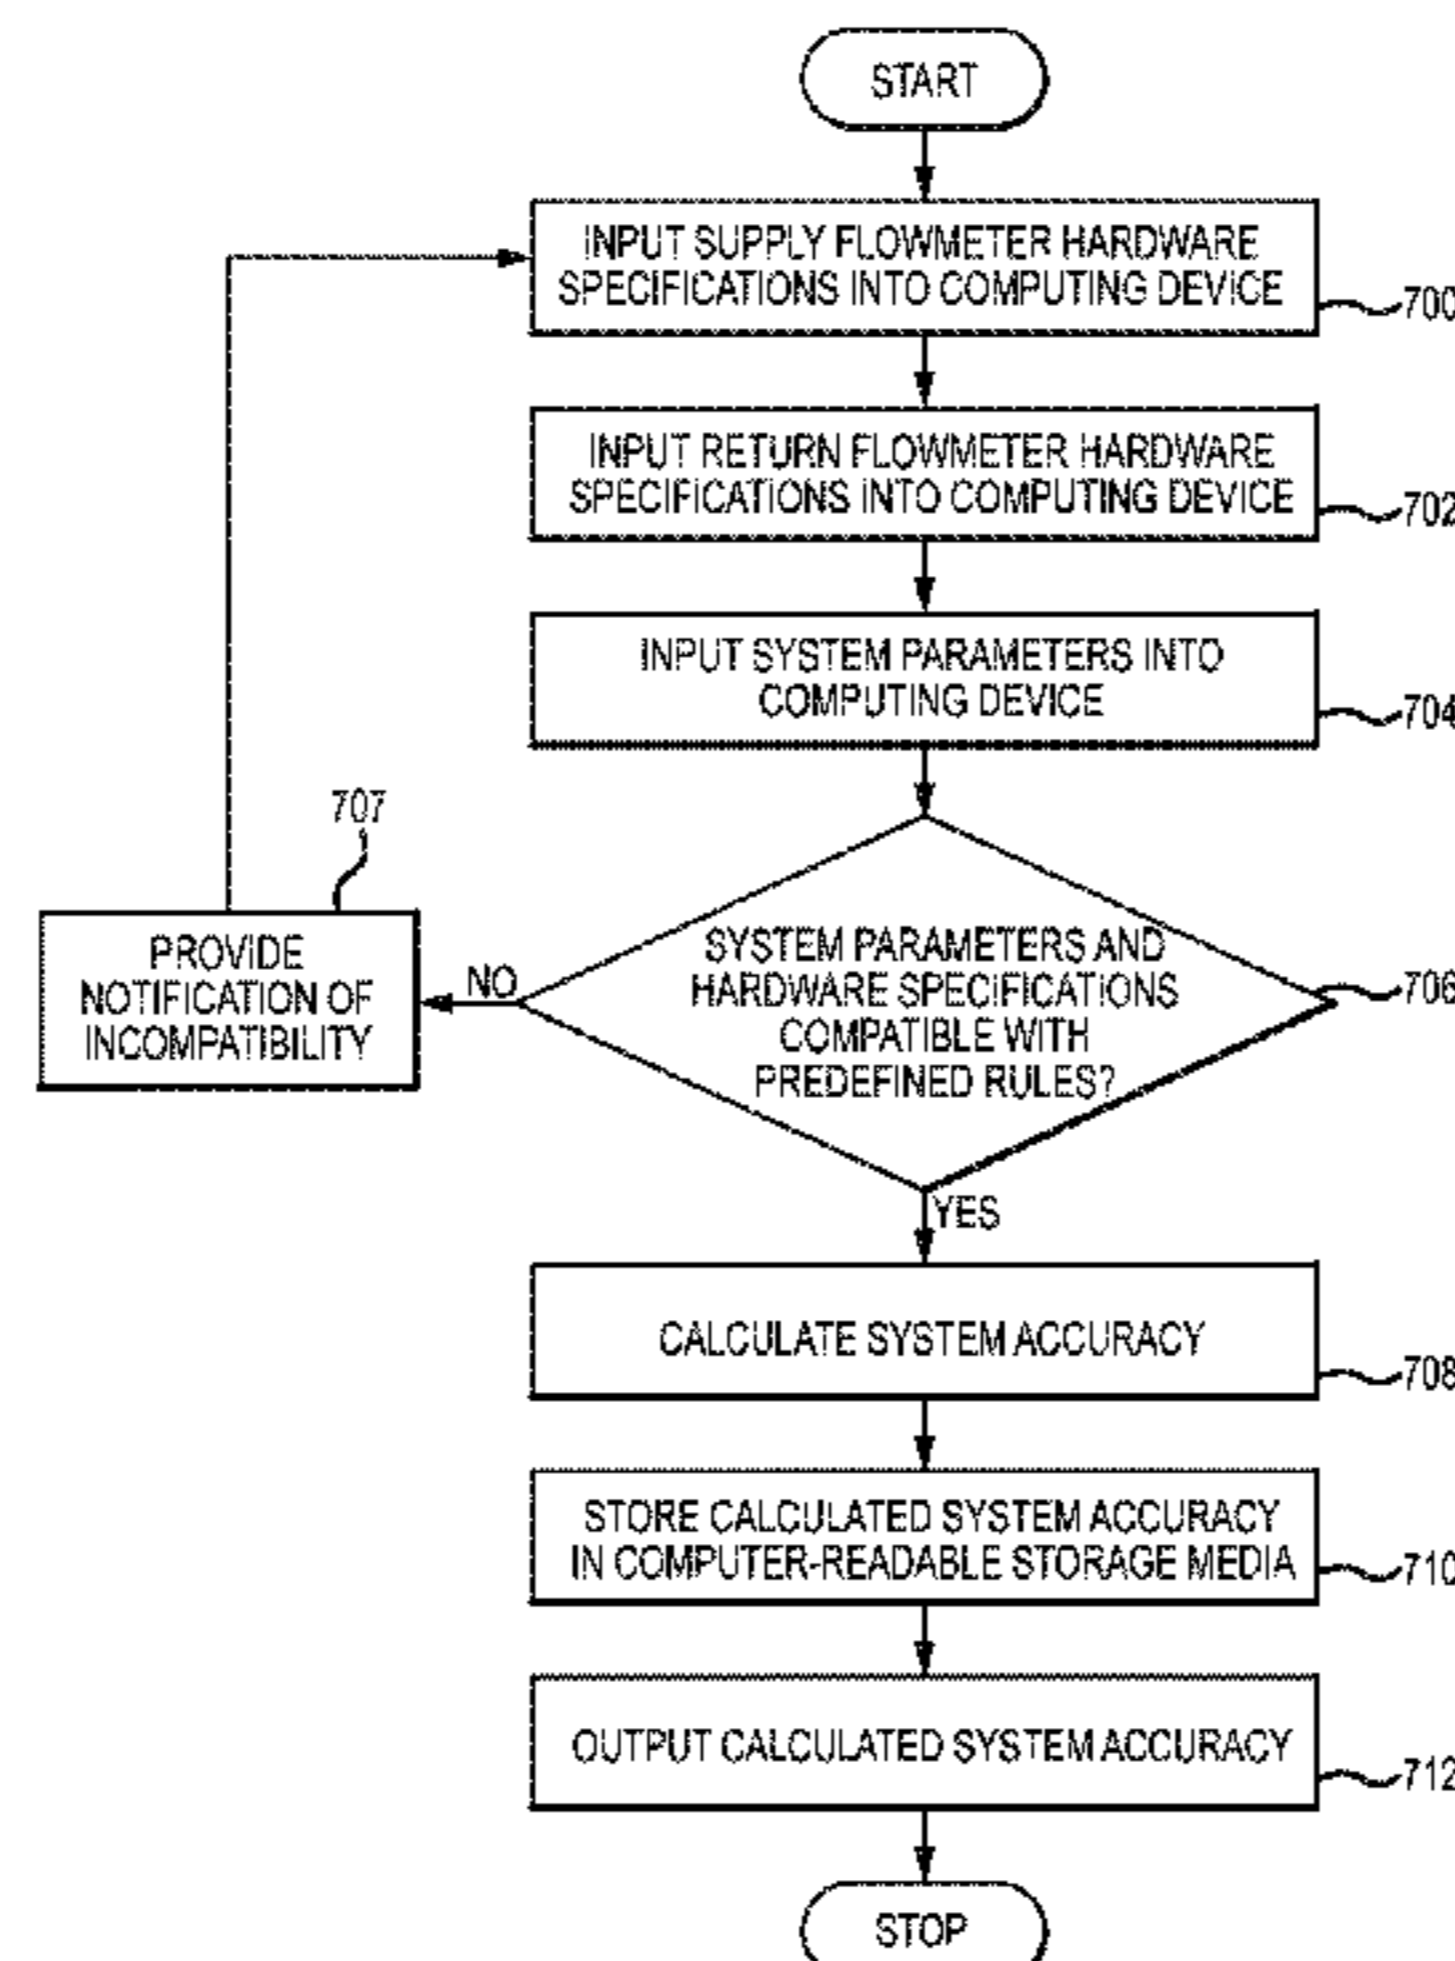 START
INPUT SUPPLY FLOWMETER HARDWARE
SPECIFICATIONS INTO COMPUTING DEVICE
700
INPUT RETURN FLOWMETER HARDWARE
SPECIFICATIONS INTO COMPUTING DEVICE
702
INPUT SYSTEM PARAMETERS INTO
COMPUTING DEVICE
704
707
PROVIDE
NOTIFICATION OF
INCOMPATIBILITY
NO
SYSTEM PARAMETERS AND
HARDWARE SPECIFICATIONS
COMPATIBLE WITH
PREDEFINED RULES?
706
YES
CALCULATE SYSTEM ACCURACY
708
STORE CALCULATED SYSTEM ACCURACY
IN COMPUTER-READABLE STORAGE MEDIA
710
OUTPUT CALCULATED SYSTEM ACCURACY
712
STOP